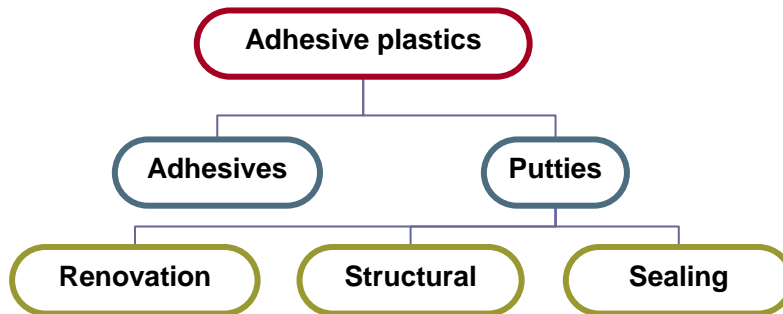 Adhesive plastics
Adhesives
Putties
Renovation
Structural
Sealing